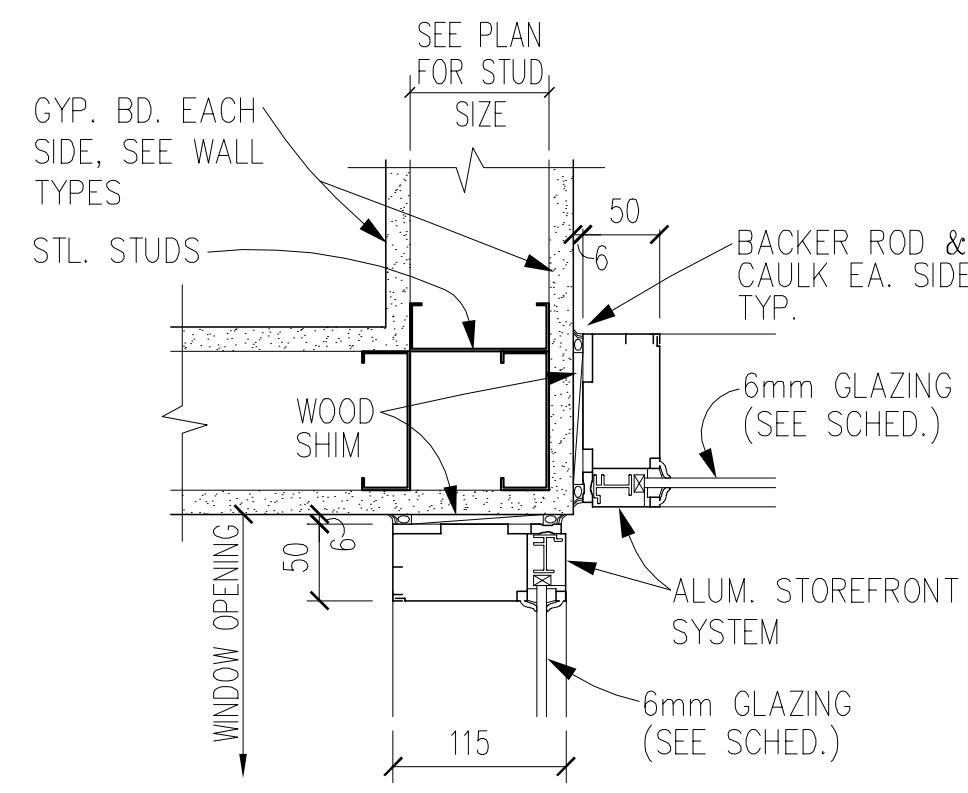 SEE PLAN
FOR STUD
SIZE
GYP. BD. EACH
SIDE, SEE WALL
TYPES
STL. STUDS
50
6
BACKER ROD &
CAULK EA. SIDE
TYP.
6mm GLAZING
(SEE SCHED.)
WOOD
SHIM
50
6
WINDOW OPENING
ALUM. STOREFRONT
SYSTEM
6mm GLAZING
(SEE SCHED.)
115